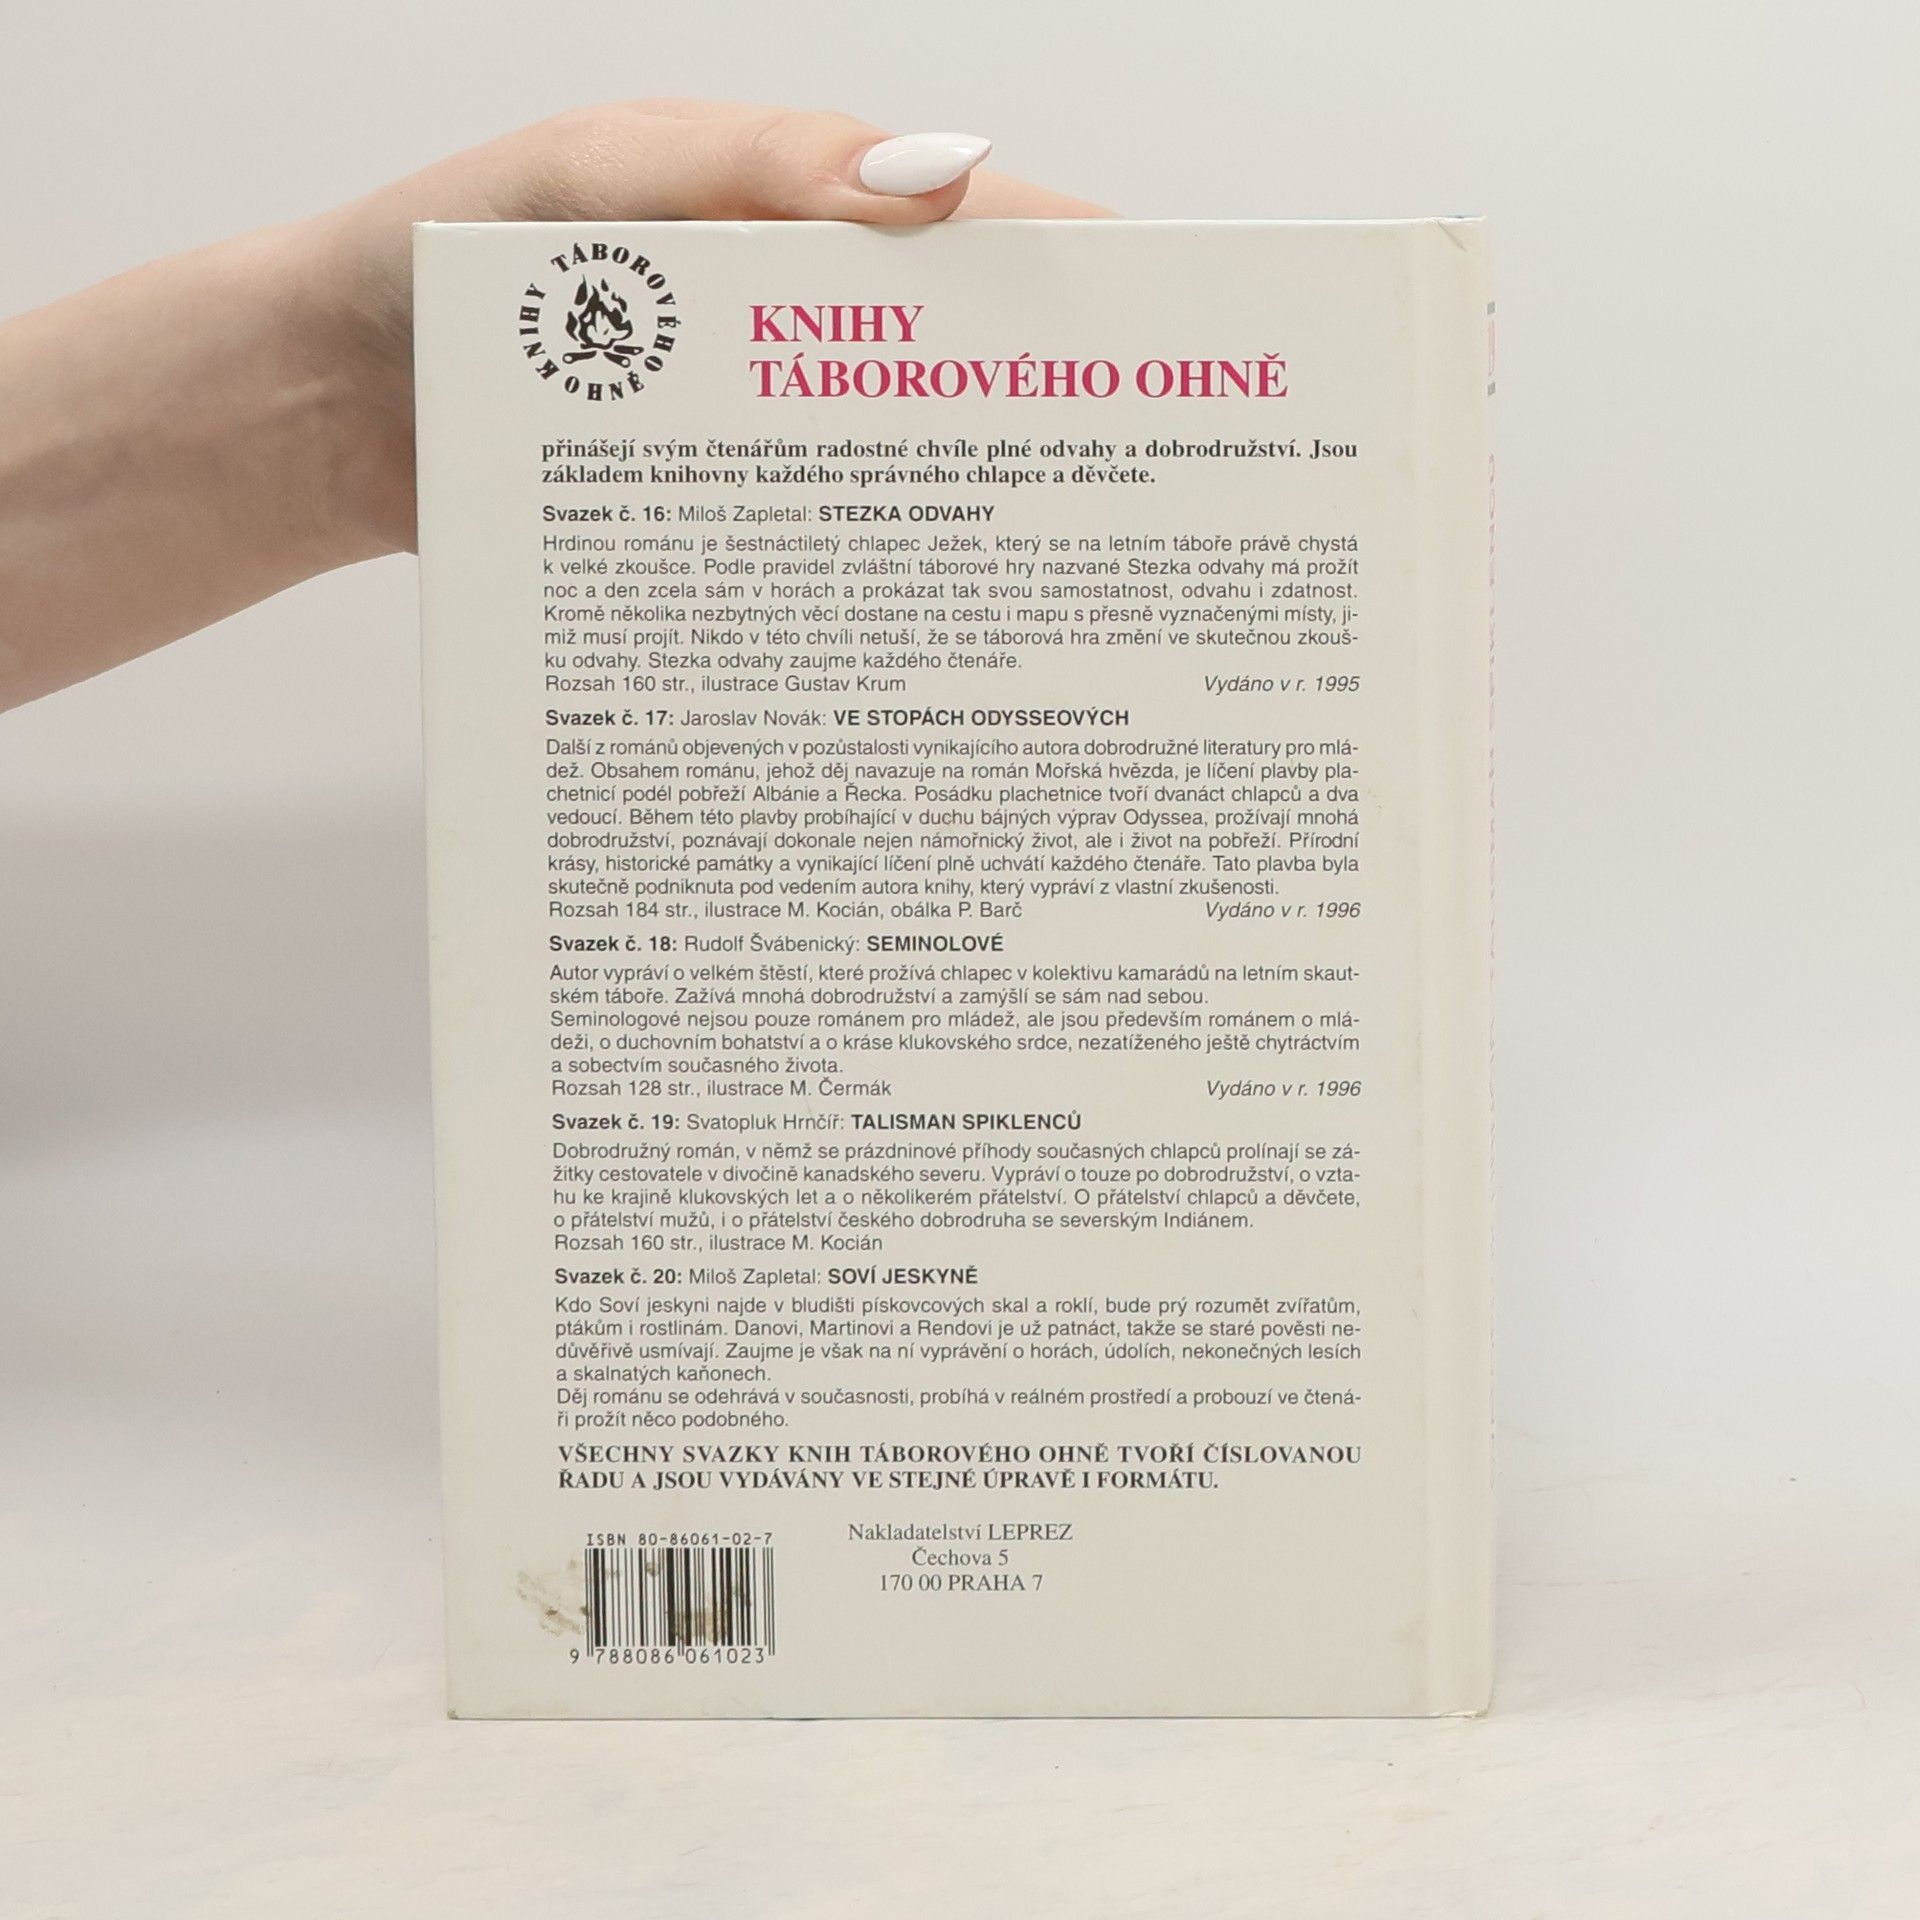 KNIHY TÁBOROVÉHO OHNĚ
KNIHY
TÁBOROVÉHO OHNĚ
přinášejí svým čtenářům radostné chvíle plné odvahy a dobrodružství. Jsou
základem knihovny každého správného chlapce a děvčete.
Svazek č. 16: Miloš Zapletal: STEZKA ODVAHY
Hrdinou románu je šestnáctiletý chlapec Ježek, který se na letním táboře právě chystá
k velké zkoušce. Podle pravidel zvláštní táborové hry nazvané Stezka odvahy má prožít
noc a den zcela sám v horách a prokázat tak svou samostatnost, odvahu i zdatnost.
Kromě několika nezbytných věcí dostane na cestu i mapu s přesně vyznačenými místy, ji-
miž musí projít. Nikdo v této chvíli netuší, že se táborová hra změní ve skutečnou zkouš-
ku odvahy. Stezka odvahy zaujme každého čtenáře.
Rozsah 160 str., ilustrace Gustav Krum Vydáno v r. 1995
Svazek č. 17: Jaroslav Novák: VE STOPÁCH ODYSSEOVÝCH
Další z románů objevených v pozůstalosti vynikajícího autora dobrodružné literatury pro mlá-
dež. Obsahem románu, jehož děj navazuje na román Mořská hvězda, je líčení plavby pla-
chetnicí podél pobřeží Albánie a Řecka. Posádku plachetnice tvoří dvanáct chlapců a dva
vedoucí. Během této plavby probíhající v duchu bájných výprav Odyssea, prožívají mnohá
dobrodružství, poznávají dokonale nejen námořnický život, ale i život na pobřeží. Přírodní
krásy, historické památky a vynikající líčení plně uchvátí každého čtenáře. Tato plavba byla
skutečně podniknuta pod vedením autora knihy, který vypráví z vlastní zkušenosti.
Rozsah 184 str., ilustrace M. Kocián, obálka P. Barč Vydáno v r. 1996
Svazek č. 18: Rudolf Švábenický: SEMINOLOVÉ
Autor vypráví o velkém štěstí, které prožívá chlapec v kolektivu kamarádů na letním skaut-
ském táboře. Zažívá mnohá dobrodružství a zamýšlí se sám nad sebou.
Seminologové nejsou pouze románem pro mládež, ale jsou především románem o mlá-
deži, o duchovním bohatství a o kráse klukovského srdce, nezatíženého ještě chytráctvím
a sobectvím současného života.
Rozsah 128 str., ilustrace M. Čermák Vydáno v r. 1996
Svazek č. 19: Svatopluk Hrnčíř: TALISMAN SPIKLENCŮ
Dobrodružný román, v němž se prázdninové příhody současných chlapců prolínají se zá-
žitky cestovatele v divočině kanadského severu. Vypráví o touze po dobrodružství, o vzta-
hu ke krajině klukovských let a o několikerém přátelství. O přátelství chlapců a děvčete,
o přátelství mužů, i o přátelství českého dobrodruha se severským Indiánem.
Rozsah 160 str., ilustrace M. Kocián
Svazek č. 20: Miloš Zapletal: SOVÍ JESKYNĚ
Kdo Soví jeskyni najde v bludišti pískovcových skal a roklí, bude prý rozumět zvířatům,
ptákům i rostlinám. Danovi, Martinovi a Rendovi je už patnáct, takže se staré pověsti ne-
důvěřivě usmívají. Zaujme je však na ní vyprávění o horách, údolích, nekonečných lesích
a skalnatých kaňonech.
Děj románu se odehrává v současnosti, probíhá v reálném prostředí a probouzí ve čtená-
ři prožít něco podobného.
VŠECHNY SVAZKY KNIH TÁBOROVÉHO OHNĚ TVOŘÍ ČÍSLOVANOU
ŘADU A JSOU VYDÁVÁNY VE STEJNÉ ÚPRAVĚ I FORMÁTU.
ISBN 80-86061-02-7
9 788086 061023
Nakladatelství LEPREZ
Čechova 5
170 00 PRAHA 7